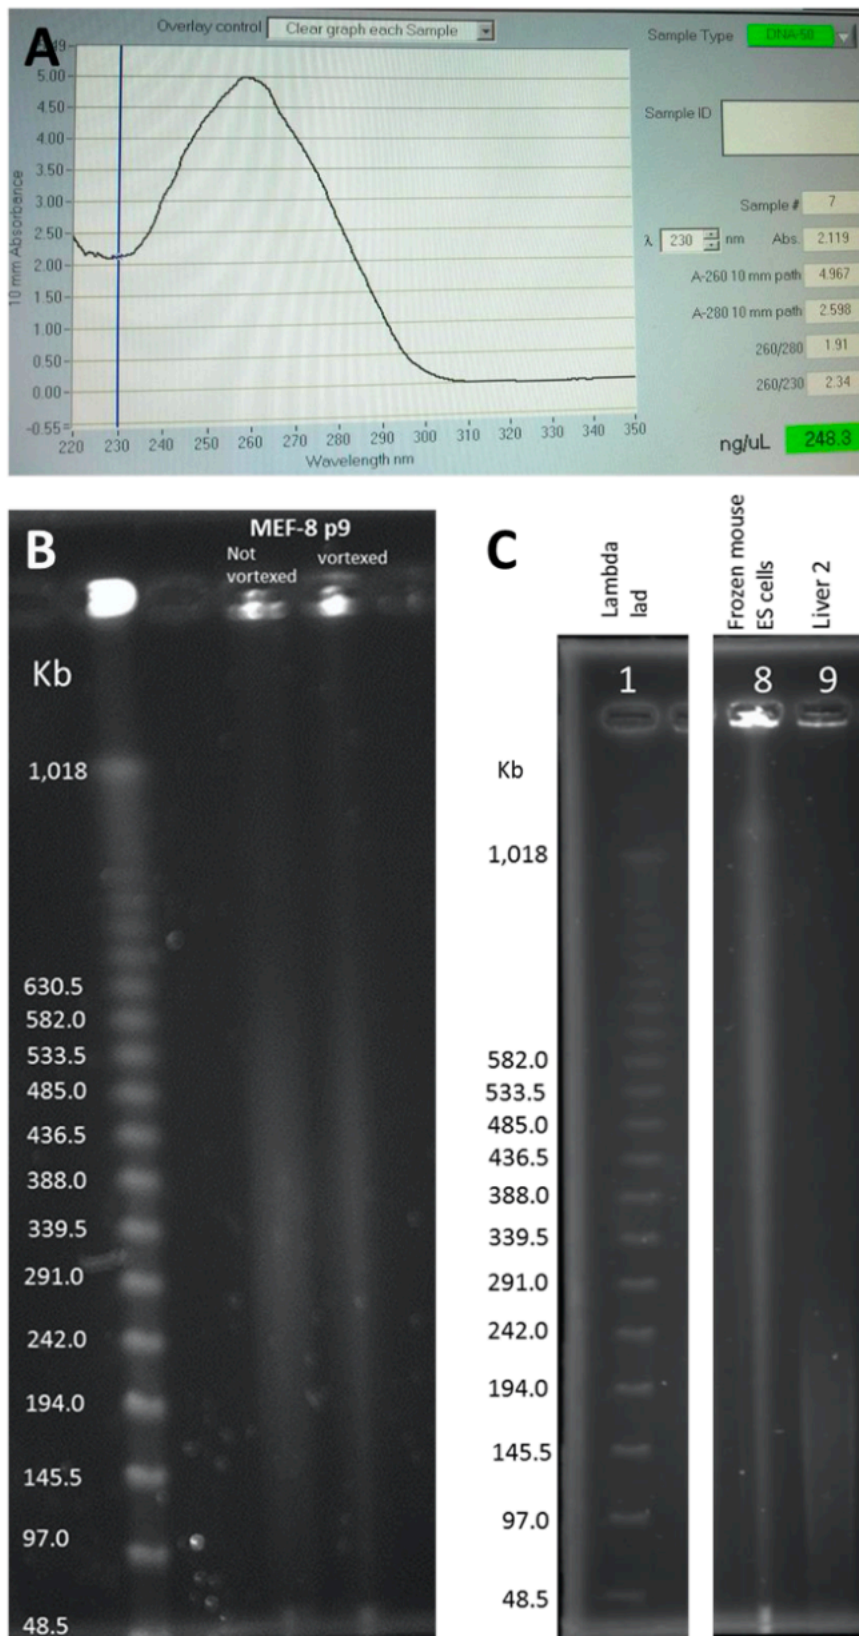 A
Overlay control Clear graph each Sample
Sample Type DNA-50
5.00
4.50
4.00
3.50
3.00
2.50
2.00
1.50
1.00
0.50
0.00
-0.55
10 mm Absorbance
220 230 240 250 260 270 280 290 300 310 320 330 340 350
Wavelength nm
Sample ID
Sample # 7
λ 230 nm Abs. 2.119
A-260 10 mm path 4.967
A-280 10 mm path 2.598
260/280 1.91
260/230 2.34
ng/uL 248.3
B
MEF-8 p9
Not
vortexed
vortexed
Kb
1,018
630.5
582.0
533.5
485.0
436.5
388.0
339.5
291.0
242.0
194.0
145.5
97.0
48.5
C
Lambda
lad
Frozen mouse
ES cells
Liver 2
1
8
9
Kb
1,018
582.0
533.5
485.0
436.5
388.0
339.5
291.0
242.0
194.0
145.5
97.0
48.5